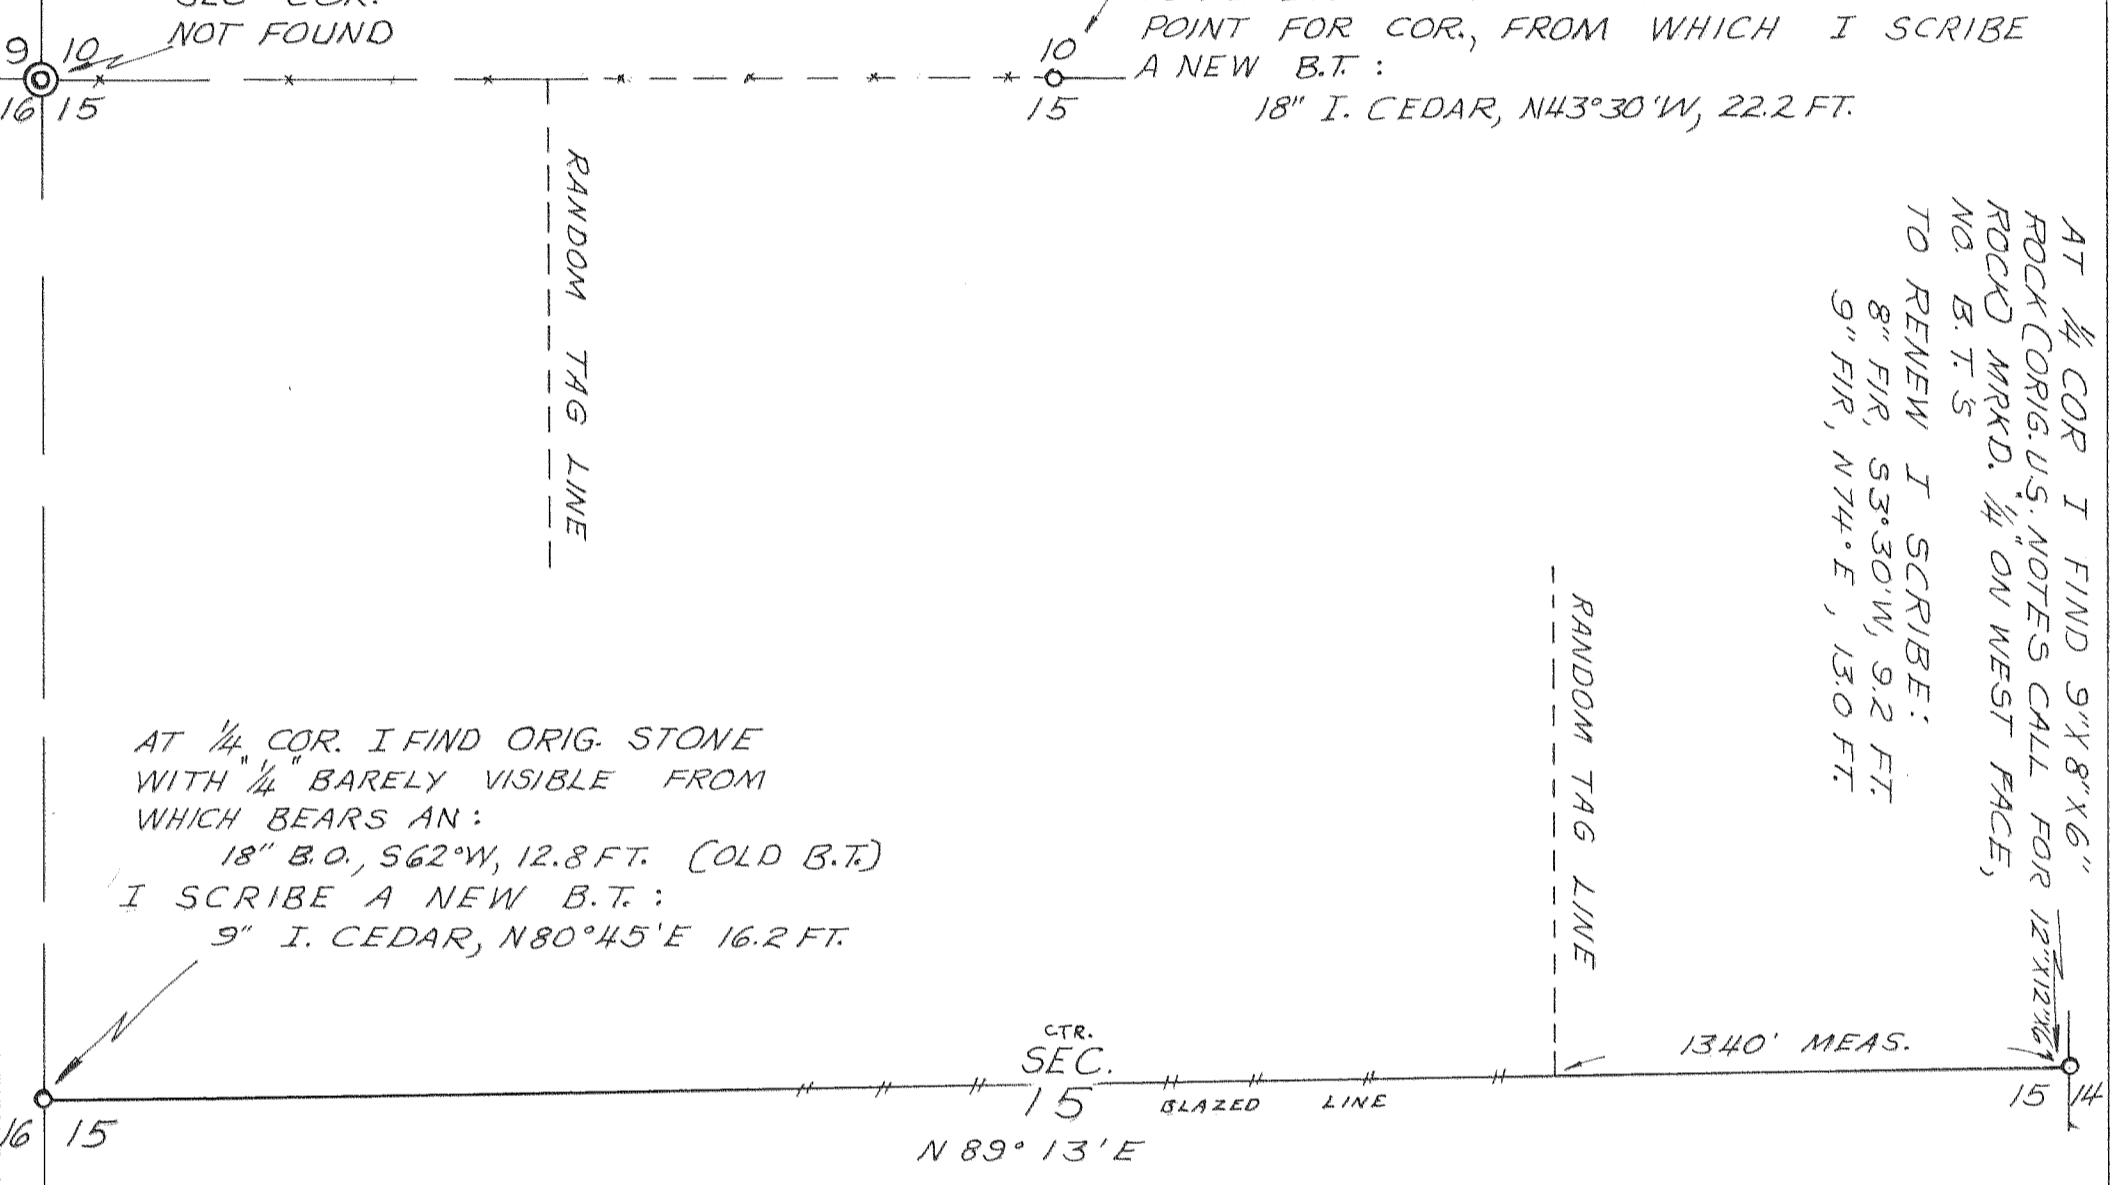 NOT FOUND
POINT FOR COR., FROM WHICH I SCRIBE
A NEW B.T. :
18" I. CEDAR, N43°30'W, 22.2 FT.
9 10
16 15
10
15
RANDOM TAG LINE
AT 1/4 COR I FIND 9"X8"X6"
ROCK (ORIG. U.S. NOTES CALL FOR 12"X12"X6"
ROCK) MRKD. "1/4" ON WEST FACE,
NO. B.T.'S
TO RENEW I SCRIBE:
8" FIR, S3°30'W, 9.2 FT.
9" FIR, N74°E, 13.0 FT.
RANDOM TAG LINE
AT 1/4 COR. I FIND ORIG. STONE
WITH "1/4" BARELY VISIBLE FROM
WHICH BEARS AN:
18" B.O., S62°W, 12.8 FT. (OLD B.T.)
I SCRIBE A NEW B.T. :
9" I. CEDAR, N80°45'E 16.2 FT.
CTR.
SEC.
15
1340' MEAS.
BLAZED LINE
16 15
15 14
N 89° 13' E